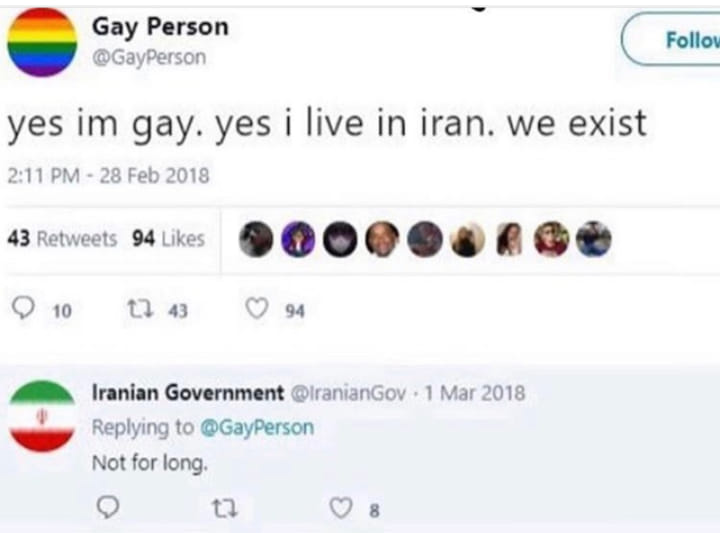 Gay Person
@GayPerson
Follow
yes im gay. yes i live in iran. we exist
2:11 PM - 28 Feb 2018
43 Retweets 94 Likes
10 43 94
Iranian Government @IranianGov · 1 Mar 2018
Replying to @GayPerson
Not for long.
8